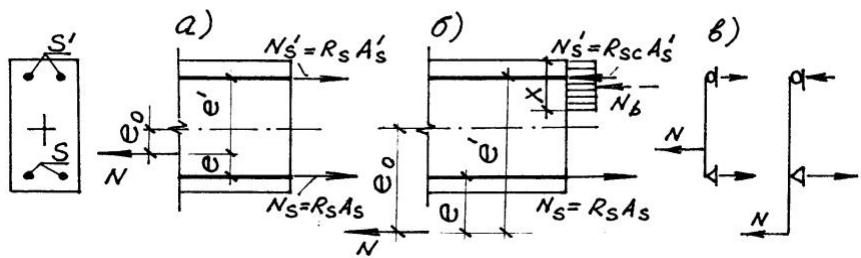 S'
S
e₀
N
а)
N's=RsA's
e'
e
Ns=RsAs
б)
N's=RscA's
x
Nb
e'
e₀
e
N
Ns=RsAs
в)
N
N